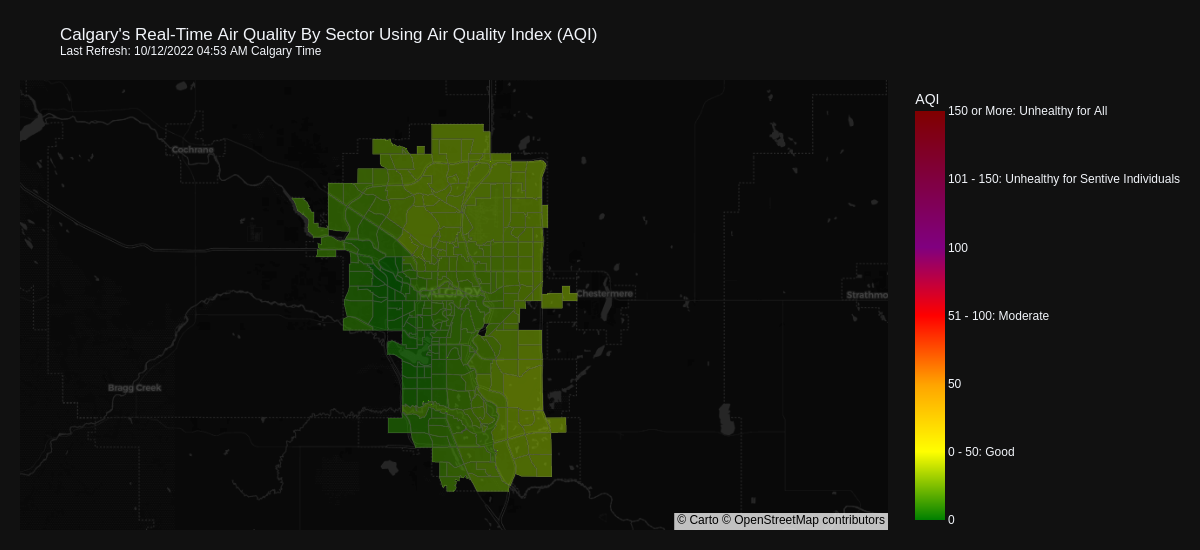 Calgary's Real-Time Air Quality By Sector Using Air Quality Index (AQI)
Last Refresh: 10/12/2022 04:53 AM Calgary Time
AQI
150 or More: Unhealthy for All
Cochrane
101 - 150: Unhealthy for Sentive Individuals
100
CALGARY
Chestermere
Strathmo
51 - 100: Moderate
50
Bragg Creek
0 - 50: Good
0
© Carto © OpenStreetMap contributors